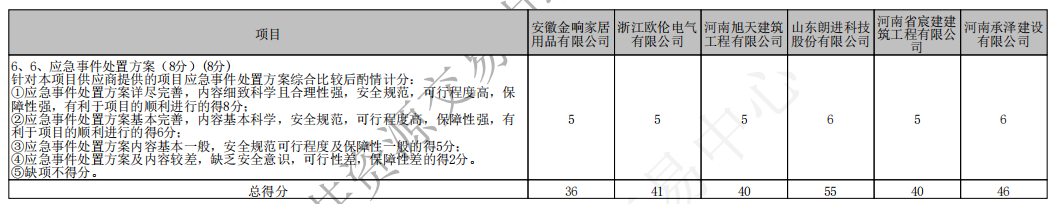 项目
安徽金响家居
用品有限公司
浙江欧伦电气
有限公司
河南旭天建筑
工程有限公司
山东朗进科技
股份有限公司
河南省宸建建
筑工程有限公
司
河南承泽建设
有限公司
6、6、应急事件处置方案（8分）(8分)
针对本项目供应商提供的项目应急事件处置方案综合比较后酌情计分：
①应急事件处置方案详尽完善，内容细致科学且合理性强，安全规范，可行程度高，保
障性强，有利于项目的顺利进行的得8分；
②应急事件处置方案基本完善，内容基本科学，安全规范，可行程度高，保障性强，有
利于项目的顺利进行的得6分；
③应急事件处置方案内容基本一般，安全规范可行程度及保障性一般的得5分；
④应急事件处置方案及内容较差，缺乏安全意识，可行性差，保障性差的得2分。
⑤缺项不得分。
5 5 5 6 5 6
总得分 36 41 40 55 40 46
共资源交易中
易中心